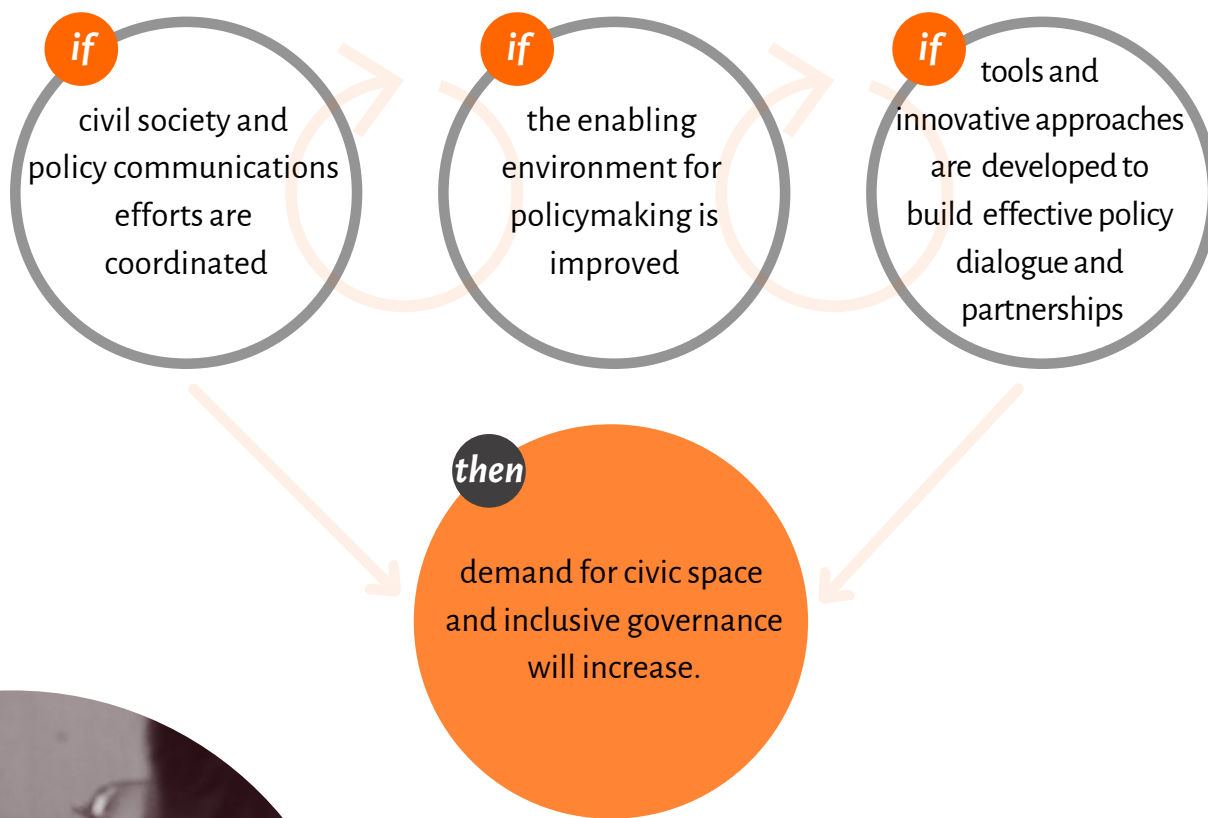 if
civil society and
policy communications
efforts are
coordinated
if
the enabling
environment for
policymaking is
improved
if
tools and
innovative approaches
are developed to
build effective policy
dialogue and
partnerships
then
demand for civic space
and inclusive governance
will increase.